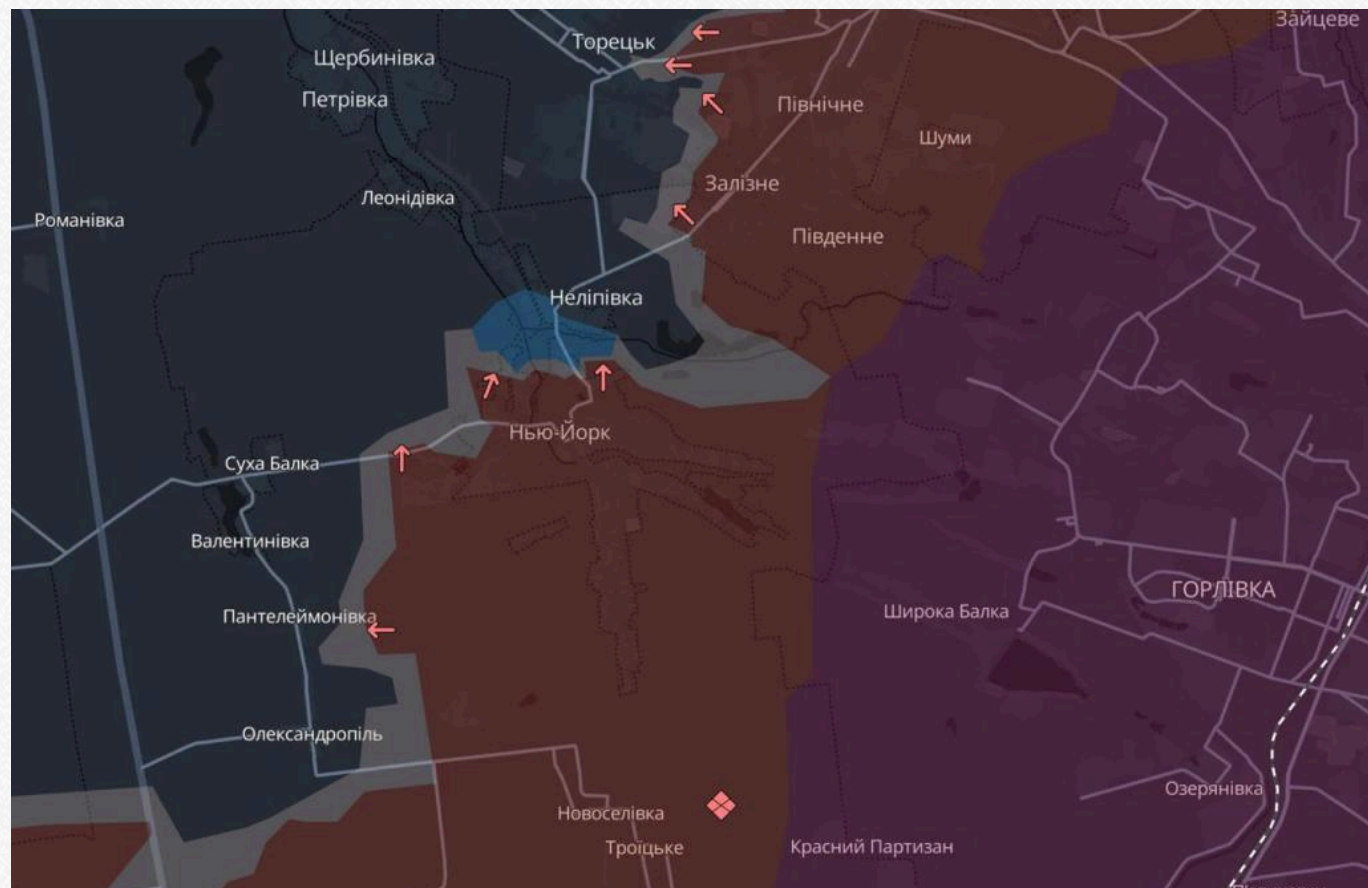 Зайцеве
Торецьк
Щербинівка
Петрівка
Північне
Шуми
Залізне
Леонідівка
Романівка
Південне
Неліпівка
Нью-Йорк
Суха Балка
Валентинівка
ГОРЛІВКА
Широка Балка
Пантелеймонівка
Олександропіль
Озерянівка
Новоселівка
Троїцьке
Красний Партизан